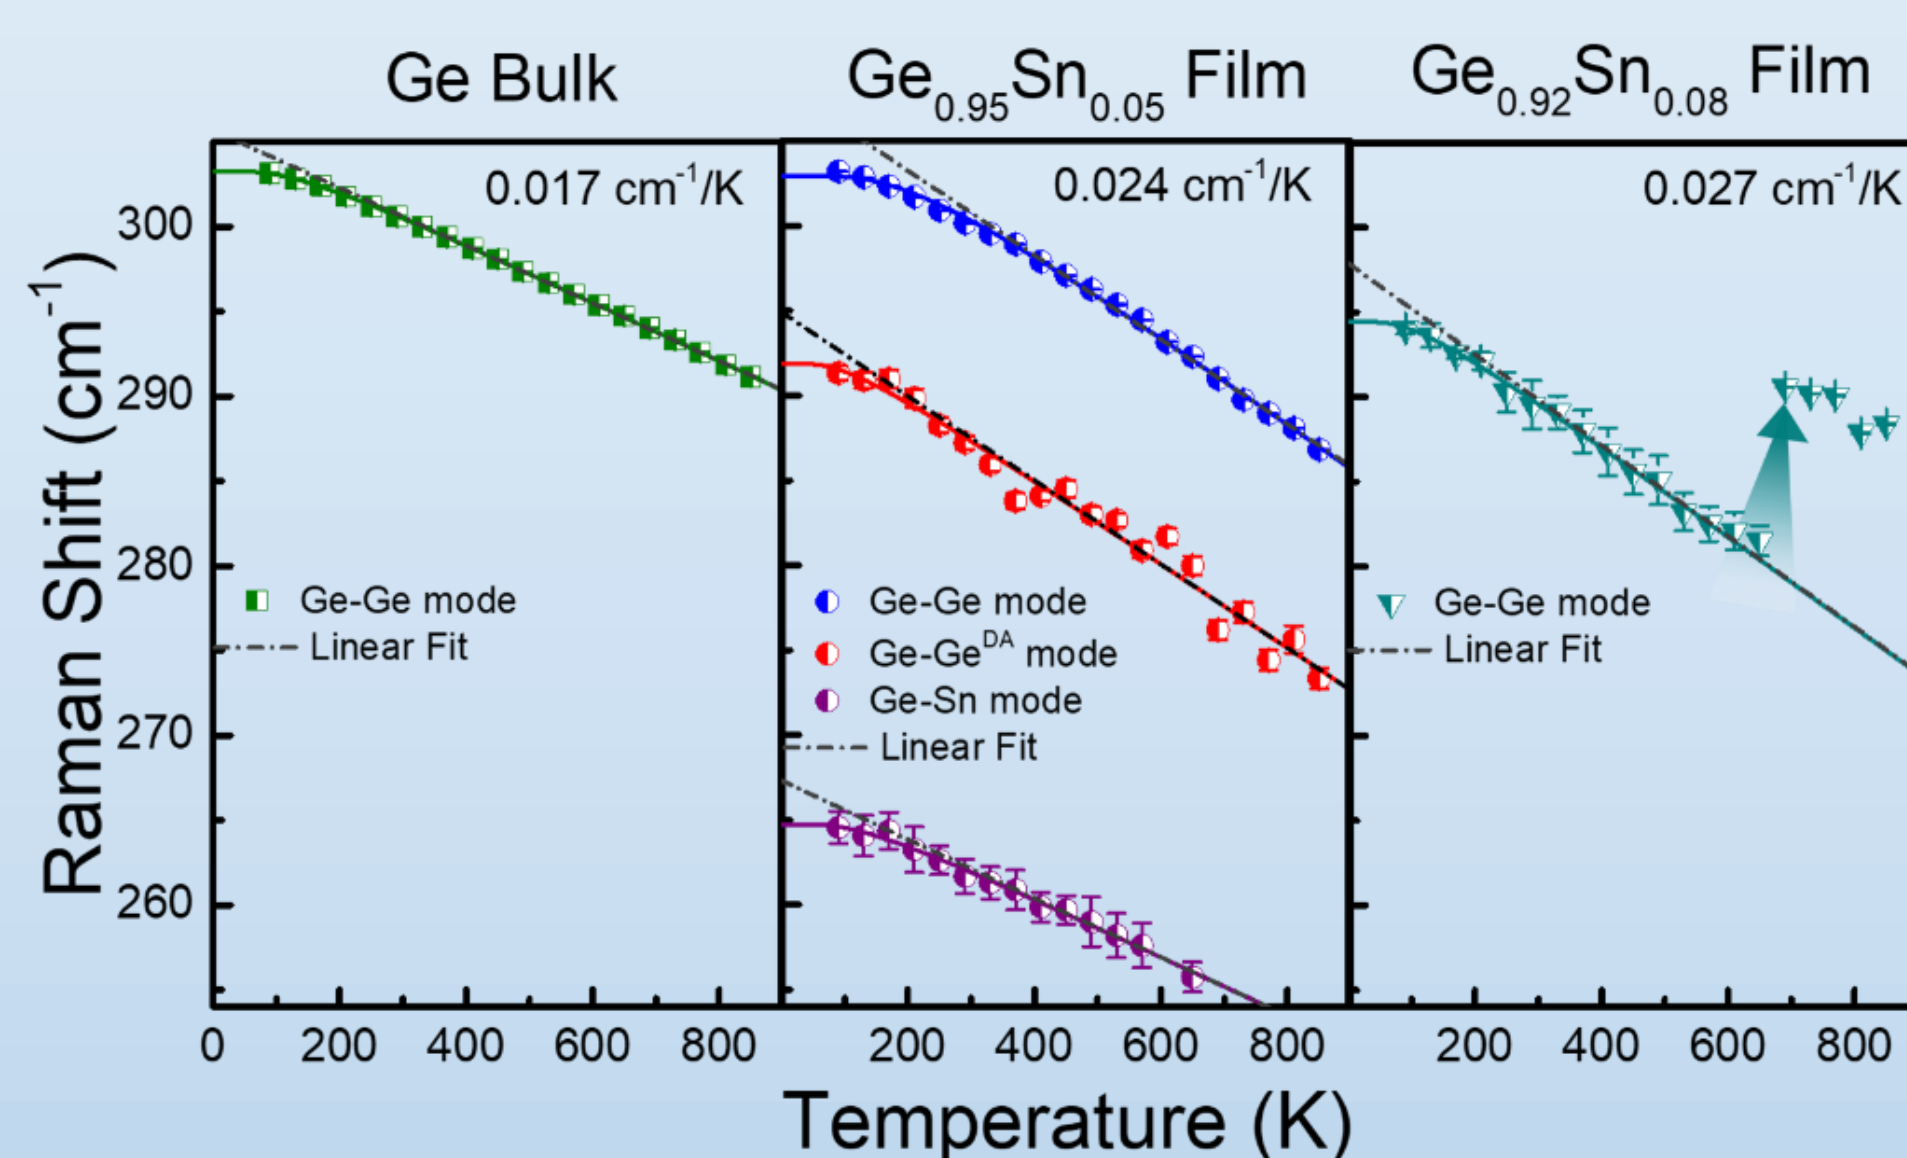 Ge Bulk
Ge0.95Sn0.05 Film
Ge0.92Sn0.08 Film
0.017 cm-1/K
0.024 cm-1/K
0.027 cm-1/K
Raman Shift (cm-1)
300
290
280
270
260
Ge-Ge mode
Linear Fit
Ge-Ge mode
Ge-GeDA mode
Ge-Sn mode
Linear Fit
Ge-Ge mode
Linear Fit
0 200 400 600 800
200 400 600 800
200 400 600 800
Temperature (K)